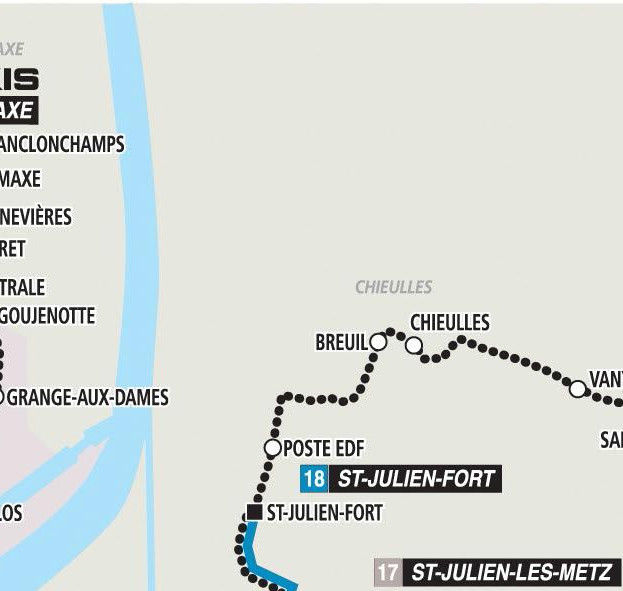 AXE
IS
AXE
ANCLONCHAMPS
MAXE
NEVIÈRES
RET
TRALE
GOUJENOTTE
GRANGE-AUX-DAMES
LOS
CHIEULLES
CHIEULLES
BREUIL
VAN
POSTE EDF
SA
18 ST-JULIEN-FORT
ST-JULIEN-FORT
17 ST-JULIEN-LES-METZ